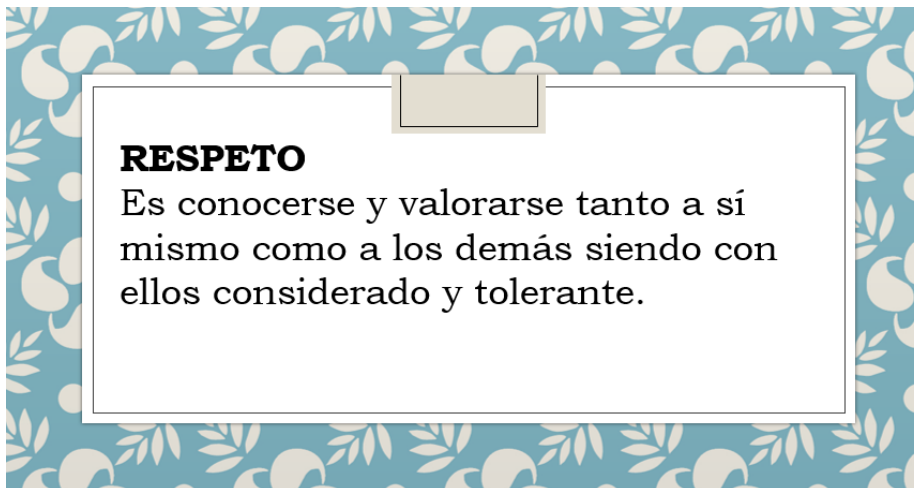 RESPETO
Es conocerse y valorarse tanto a sí
mismo como a los demás siendo con
ellos considerado y tolerante.